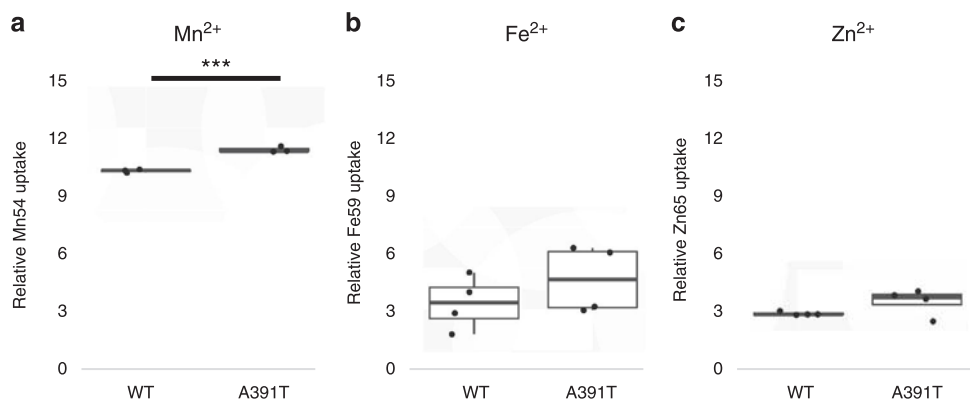 a
Mn2+
***
Relative Mn54 uptake
15
12
9
6
3
0
WT
A391T
b
Fe2+
Relative Fe59 uptake
15
12
9
6
3
0
WT
A391T
c
Zn2+
Relative Zn65 uptake
15
12
9
6
3
0
WT
A391T